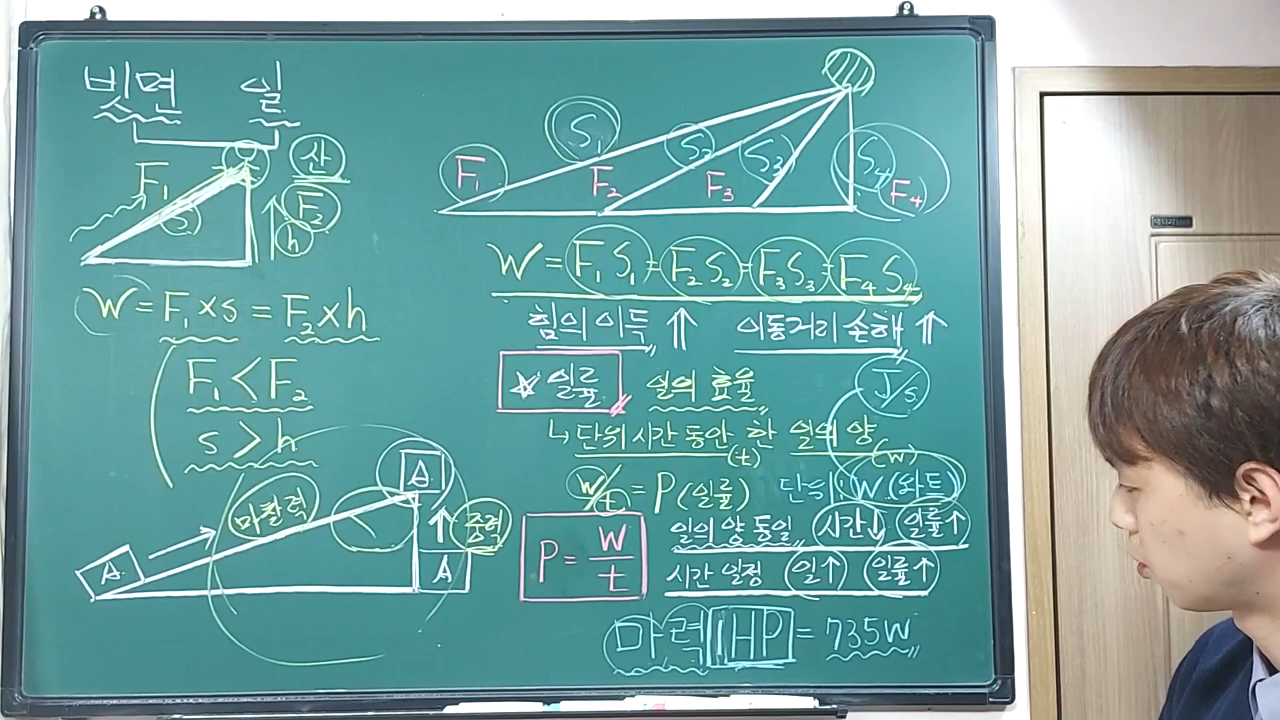 빗면 일
산
F₁
s
F₂
h
W = F₁×s = F₂×h
F₁ < F₂
s > h
마찰력
중력
A
A
A
S₁ S₂ S₃ S₄
F₁ F₂ F₃ F₄
W = F₁S₁ = F₂S₂ = F₃S₃ = F₄S₄
힘의 이득 ⇑ 이동거리 손해 ⇑
☆일률 일의 효율 J/s
↳ 단위 시간 동안 한 일의 양
(t) (W)
W/t = P (일률) 단위: W (와트)
P = W/t
일의 양 동일, 시간↓ 일률↑
시간 일정 일↑ 일률↑
마력 1HP = 735W